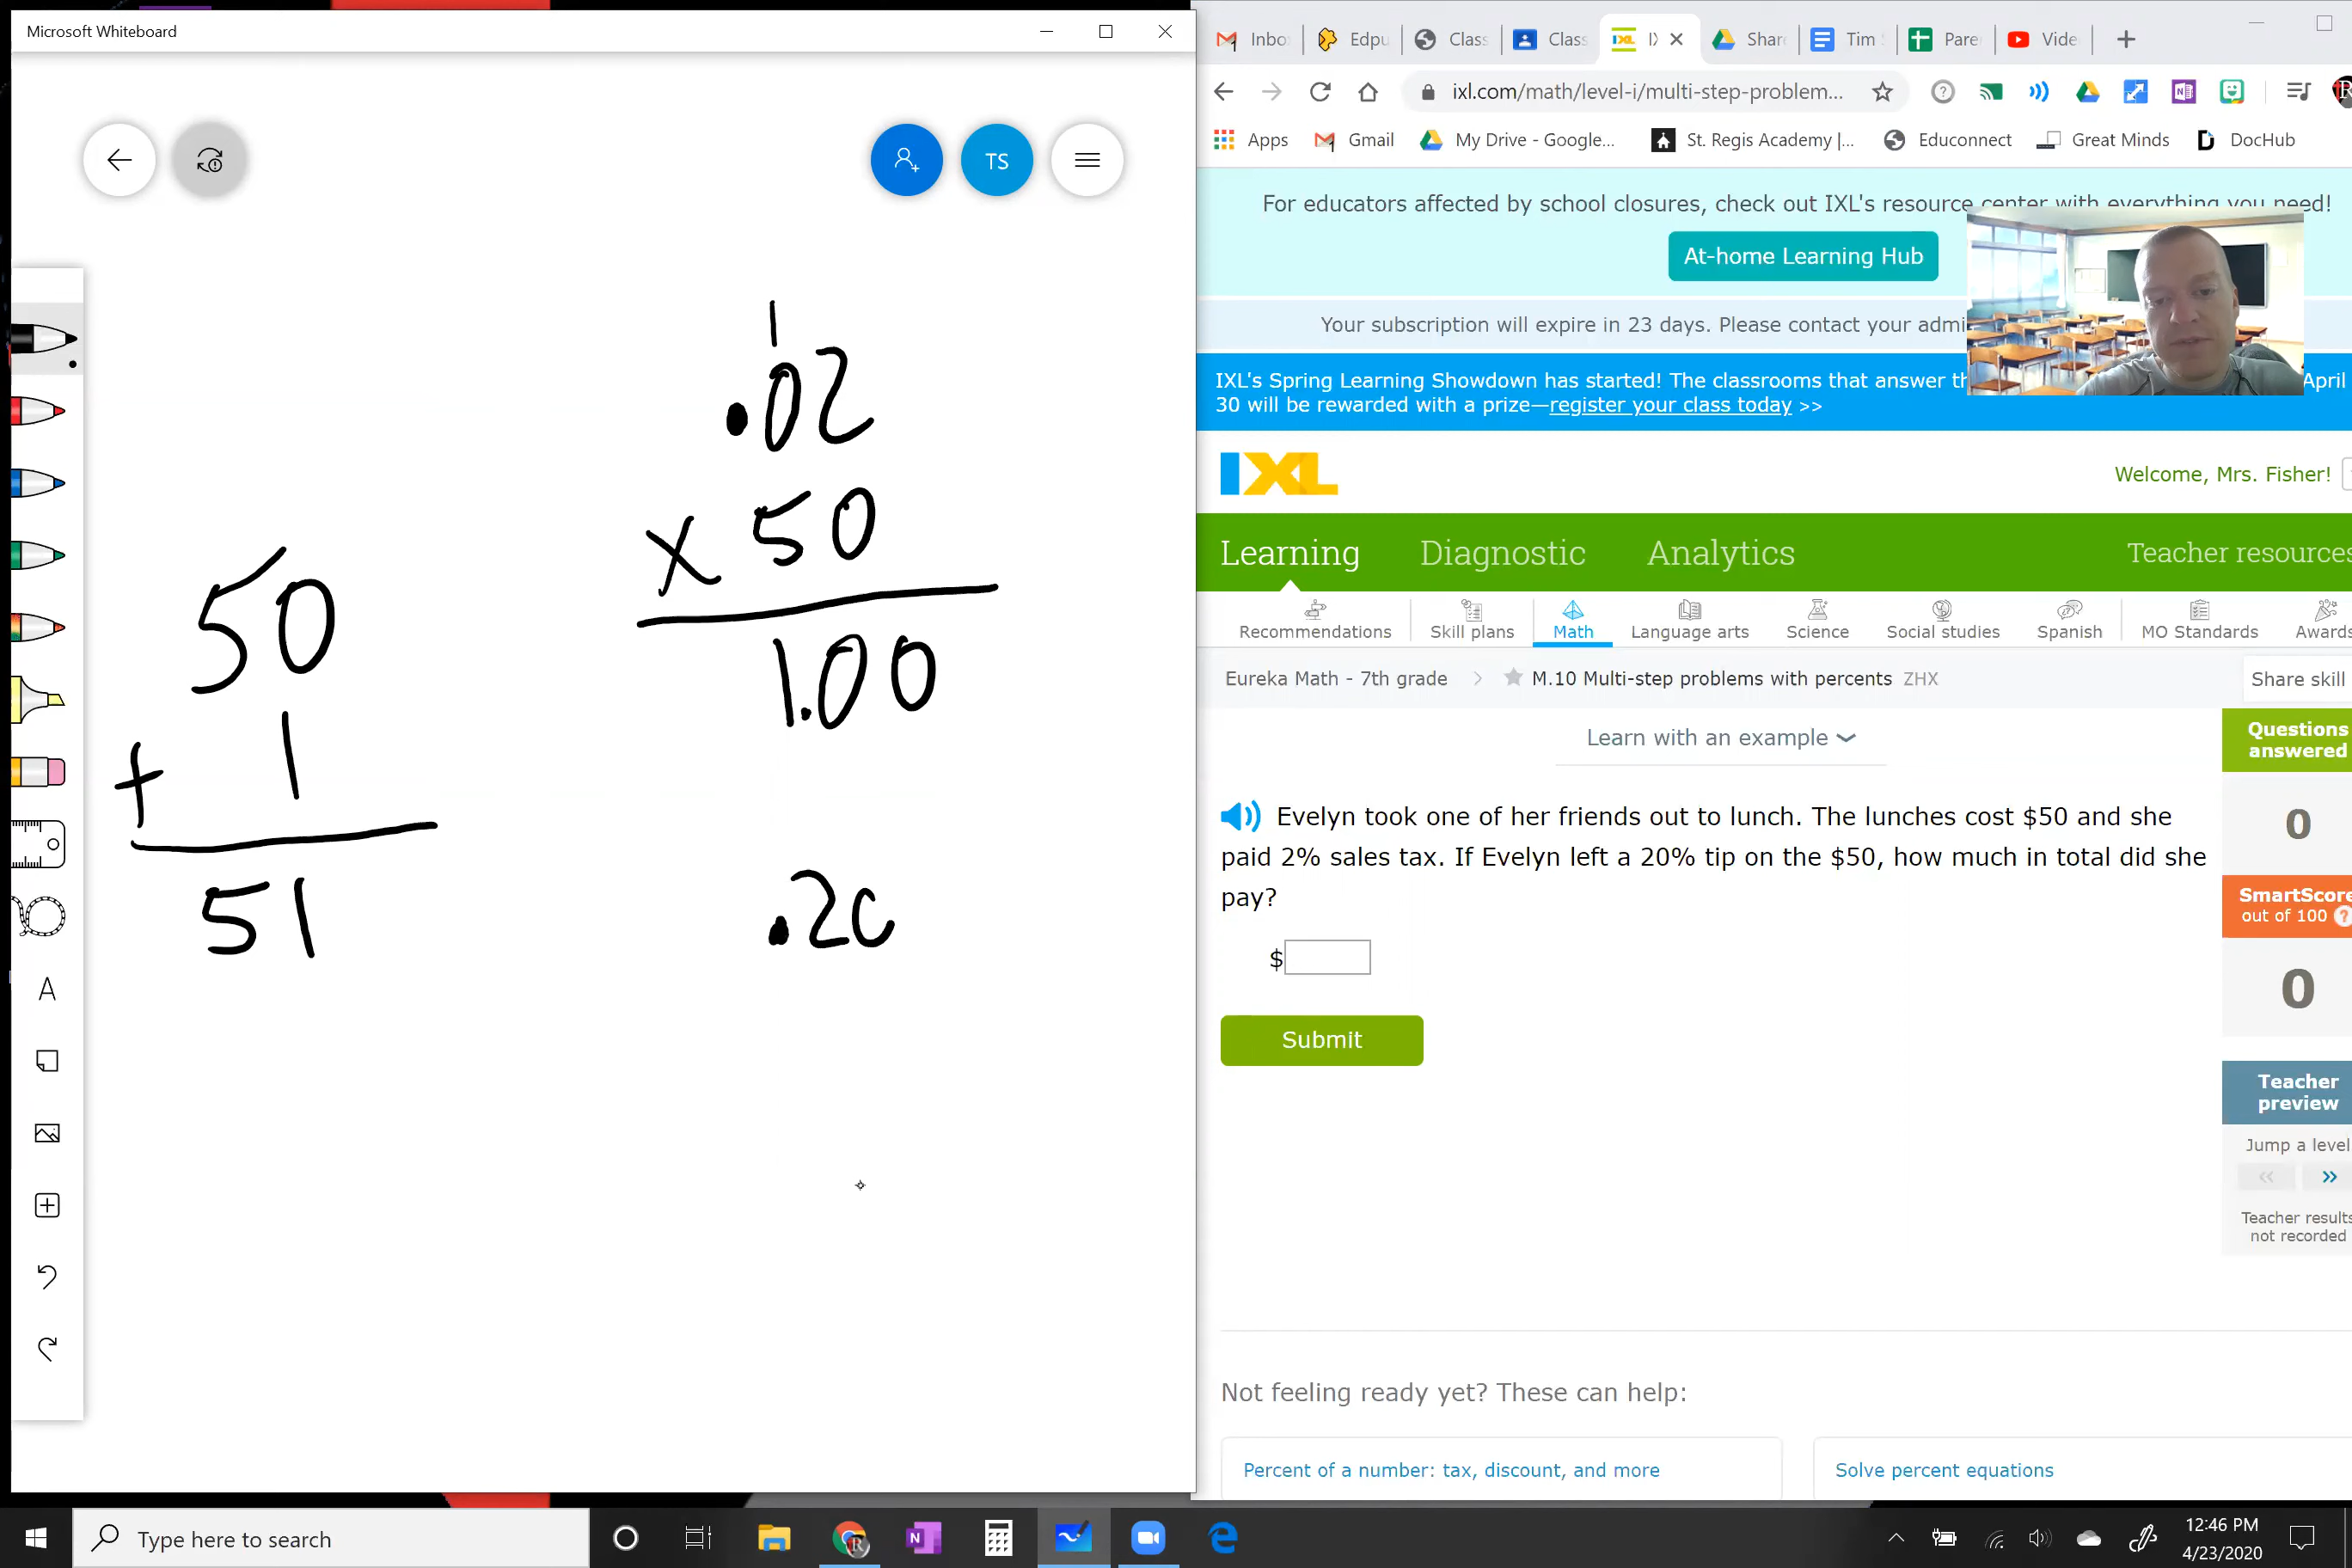 Microsoft Whiteboard
TS
1
.02
x 50
1.00
.20
50
+ 1
51
A
Inbo
Edpu
Class
Class
IXL
Shar
Tim
Pare
Vide
ixl.com/math/level-i/multi-step-problem...
Apps
Gmail
My Drive - Google...
St. Regis Academy |...
Educonnect
Great Minds
DocHub
For educators affected by school closures, check out IXL's resource center with everything you need!
At-home Learning Hub
Your subscription will expire in 23 days. Please contact your admi
IXL's Spring Learning Showdown has started! The classrooms that answer th
April
30 will be rewarded with a prize—register your class today >>
IXL
Welcome, Mrs. Fisher!
Learning
Diagnostic
Analytics
Teacher resources
Recommendations
Skill plans
Math
Language arts
Science
Social studies
Spanish
MO Standards
Awards
Eureka Math - 7th grade > M.10 Multi-step problems with percents ZHX
Share skill
Learn with an example
Evelyn took one of her friends out to lunch. The lunches cost $50 and she
paid 2% sales tax. If Evelyn left a 20% tip on the $50, how much in total did she
pay?
$
Submit
Questions
answered
0
SmartScore
out of 100 ?
0
Teacher
preview
Jump a level
<< >>
Teacher results
not recorded
Not feeling ready yet? These can help:
Percent of a number: tax, discount, and more
Solve percent equations
Type here to search
12:46 PM
4/23/2020